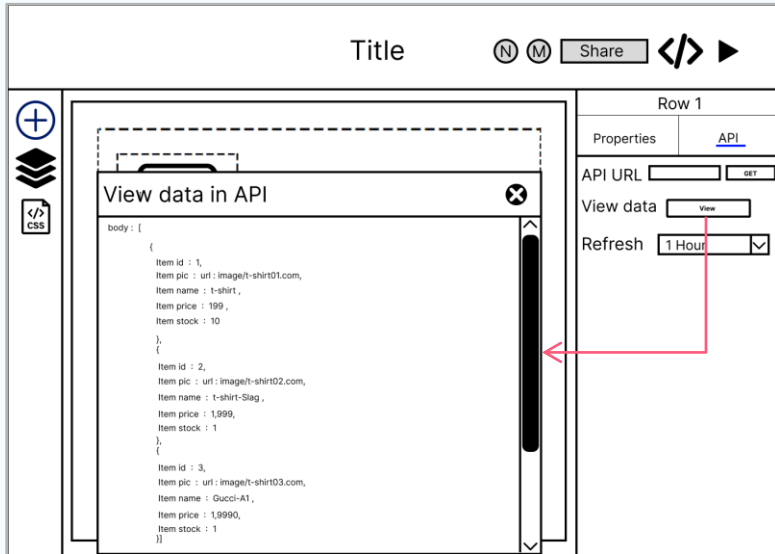 Title
N
M
Share
</>
Row 1
Properties
API
API URL
GET
View data
View
Refresh
1 Hour
</>
CSS
View data in API
body : [
{
Item id : 1,
Item pic : url : image/t-shirt01.com,
Item name : t-shirt ,
Item price : 199 ,
Item stock : 10
},
{
Item id : 2,
Item pic : url : image/t-shirt02.com,
Item name : t-shirt-Slag ,
Item price : 1,999,
Item stock : 1
},
{
Item id : 3,
Item pic : url : image/t-shirt03.com,
Item name : Gucci-A1 ,
Item price : 1,9990,
Item stock : 1
}]